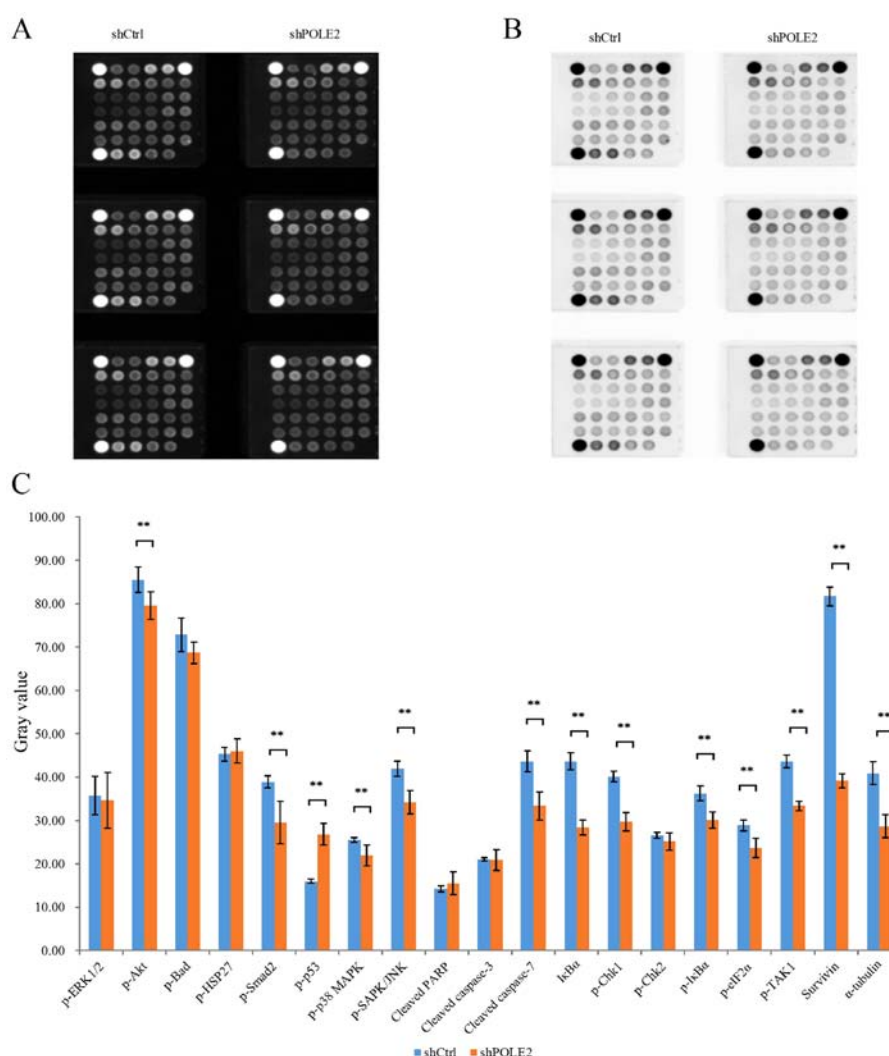 A
shCtrl
shPOLE2
B
shCtrl
shPOLE2
C
100.00
90.00
80.00
70.00
60.00
50.00
40.00
30.00
20.00
10.00
0.00
Gray value
**
**
**
**
**
**
**
**
**
**
**
**
**
p-ERK1/2
p-Akt
p-Bad
p-HSP27
p-Smad2
p-p53
p-p38 MAPK
p-SAPK/JNK
Cleaved PARP
Cleaved caspase-3
Cleaved caspase-7
IκBα
p-Chk1
p-Chk2
p-IκBα
p-eIF2α
p-TAK1
Survivin
α-tubulin
shCtrl
shPOLE2